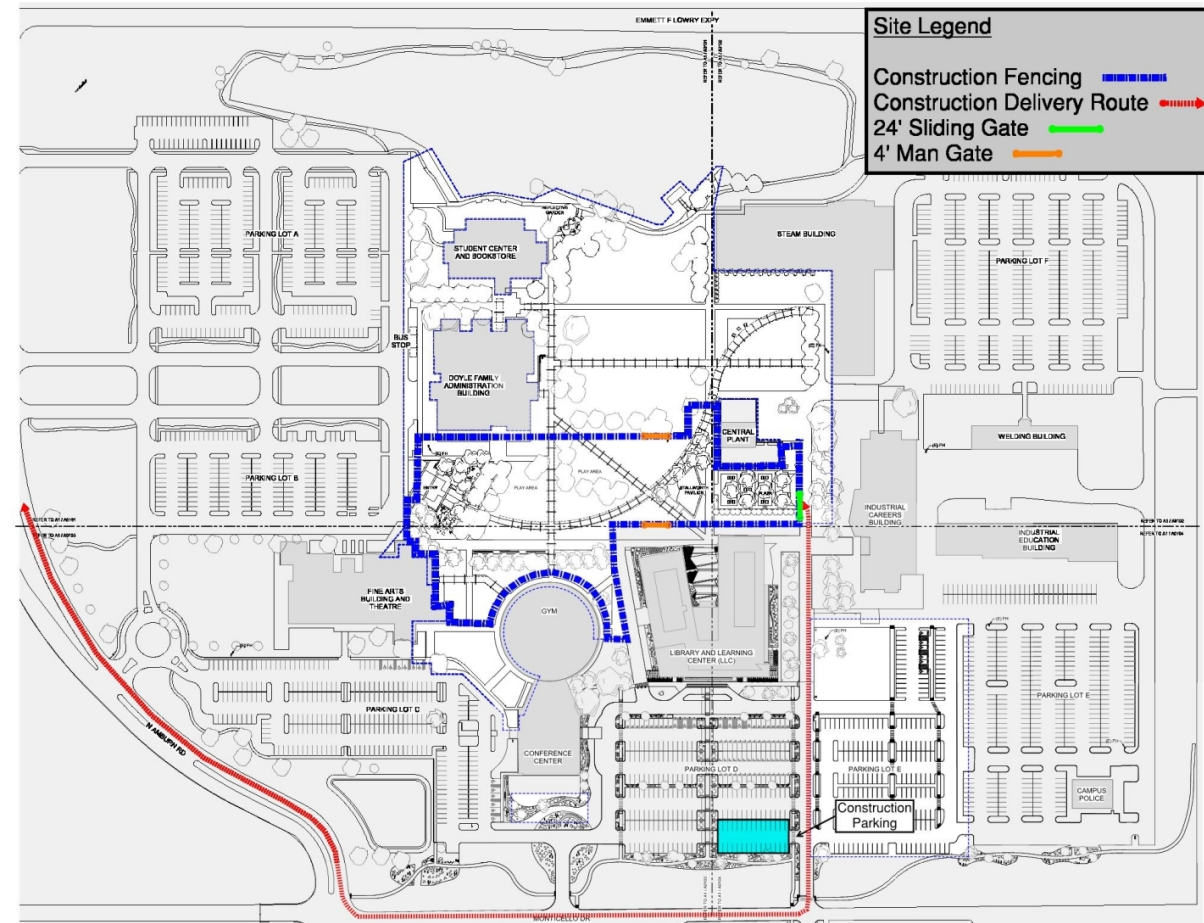 EMMETT F LOWRY EXPY
Site Legend
Construction Fencing
Construction Delivery Route
24' Sliding Gate
4' Man Gate
PARKING LOT A
STUDENT CENTER
AND BOOKSTORE
STEAM BUILDING
PARKING LOT F
BUS
STOP
DOYLE FAMILY
ADMINISTRATION
BUILDING
CENTRAL
PLANT
WELDING BUILDING
PARKING LOT B
PLAY AREA
PLAY AREA
PAVILION
PLAZA
INDUSTRIAL
CAREERS
BUILDING
INDUSTRIAL
EDUCATION
BUILDING
FINE ARTS
BUILDING AND
THEATRE
GYM
LIBRARY AND LEARNING
CENTER (LLC)
PARKING LOT E
PARKING LOT C
N AMBURN RD
CONFERENCE
CENTER
PARKING LOT D
PARKING LOT E
CAMPUS
POLICE
Construction
Parking
MONTICELLO DR